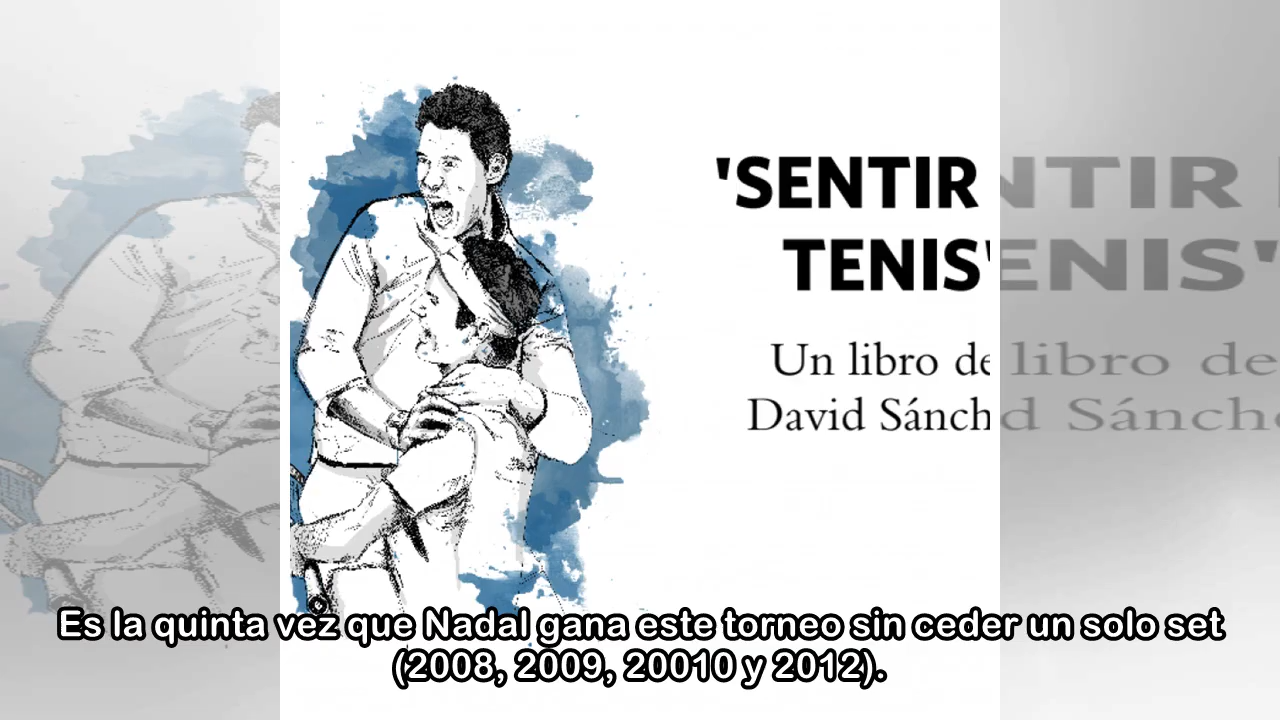 'SENTIR
TENIS'
Un libro de
David Sánch
Es la quinta vez que Nadal gana este torneo sin ceder un solo set
(2008, 2009, 20010 y 2012).